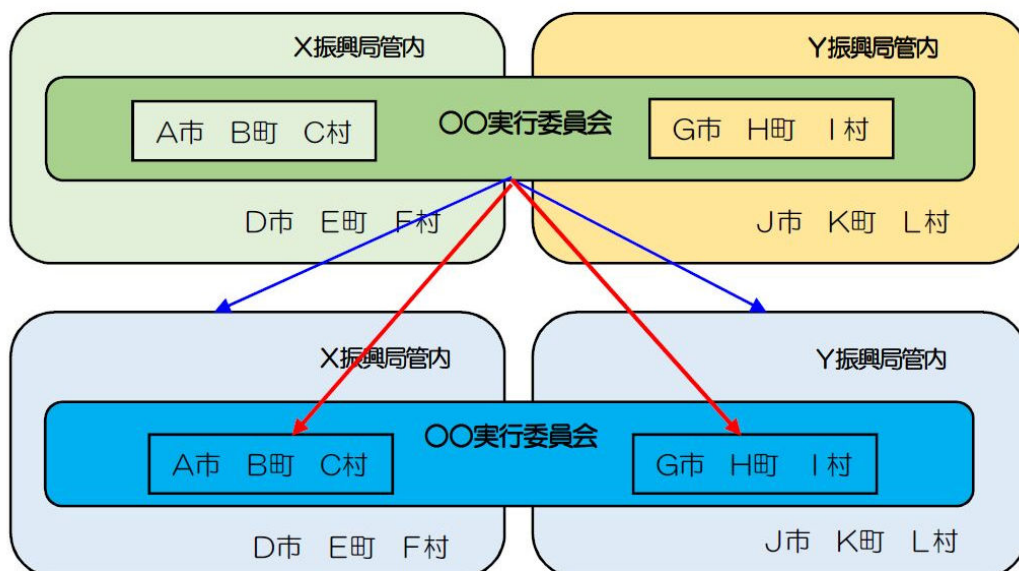 X振興局管内
Y振興局管内
〇〇実行委員会
A市 B町 C村
G市 H町 I村
D市 E町 F村
J市 K町 L村
X振興局管内
Y振興局管内
〇〇実行委員会
A市 B町 C村
G市 H町 I村
D市 E町 F村
J市 K町 L村